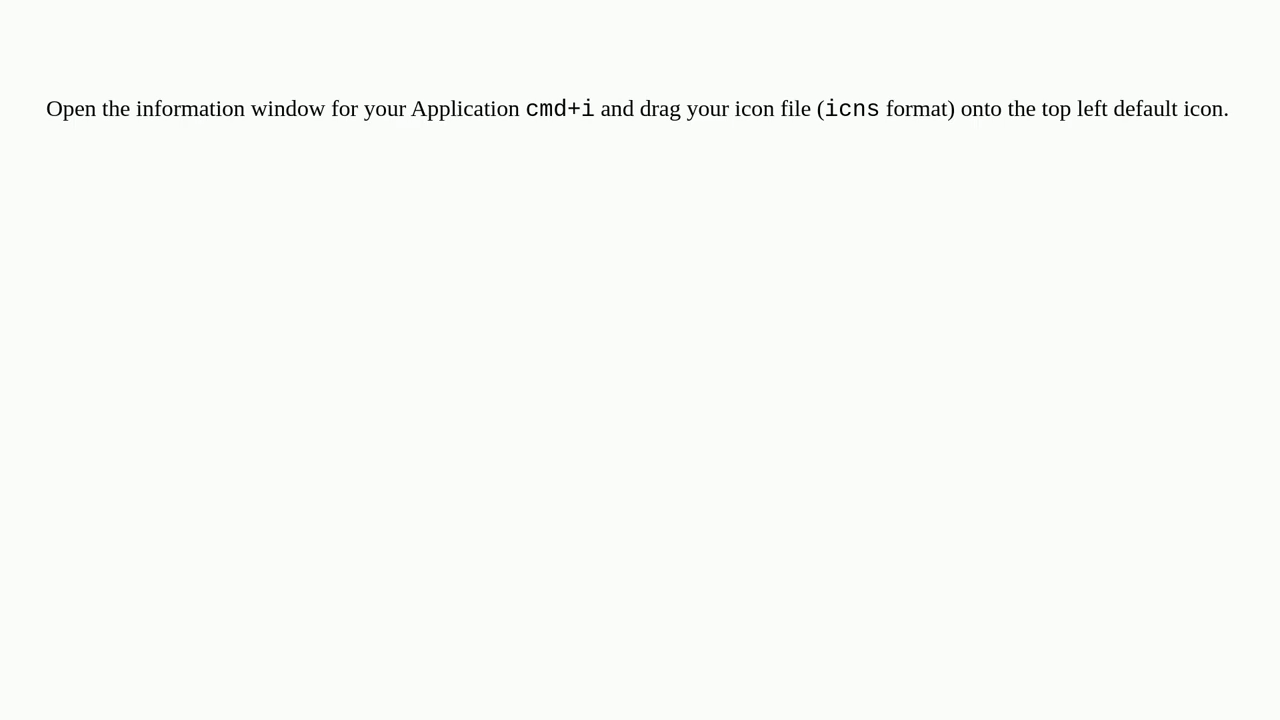 Open the information window for your Application cmd+i and drag your icon file (icns format) onto the top left default icon.